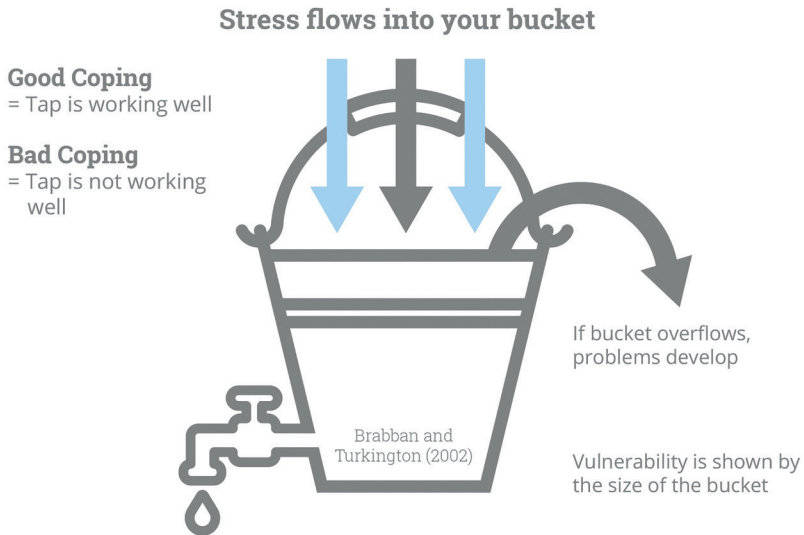 Stress flows into your bucket
Good Coping
= Tap is working well
Bad Coping
= Tap is not working
well
If bucket overflows,
problems develop
Brabban and
Turkington (2002)
Vulnerability is shown by
the size of the bucket